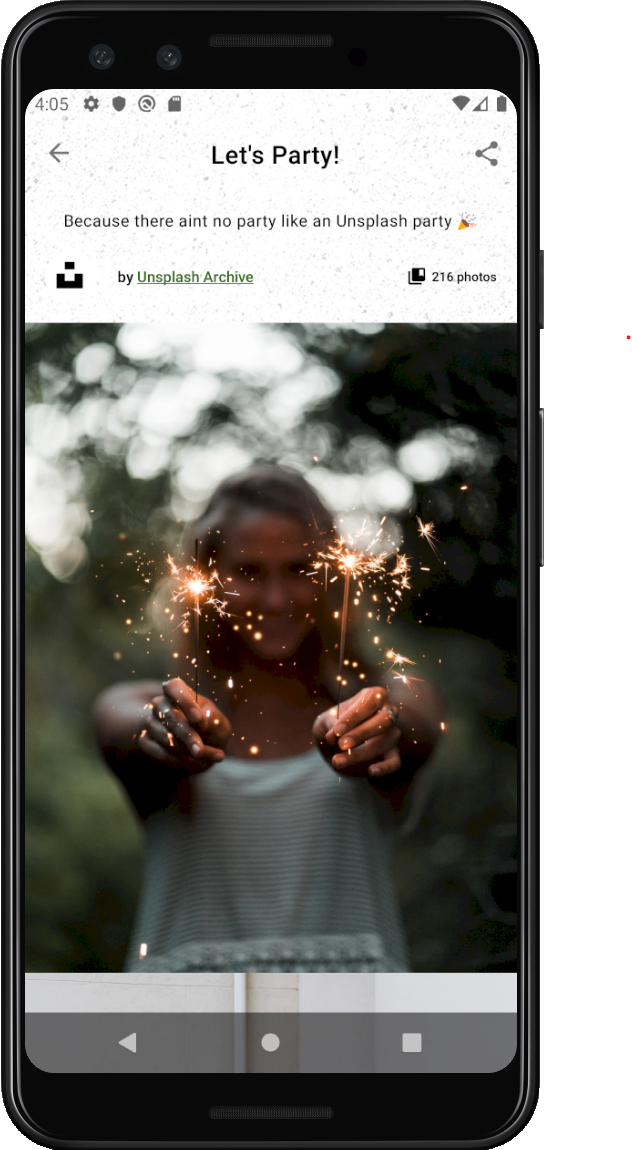 4:05
Let's Party!
Because there aint no party like an Unsplash party 🎉
by Unsplash Archive
216 photos